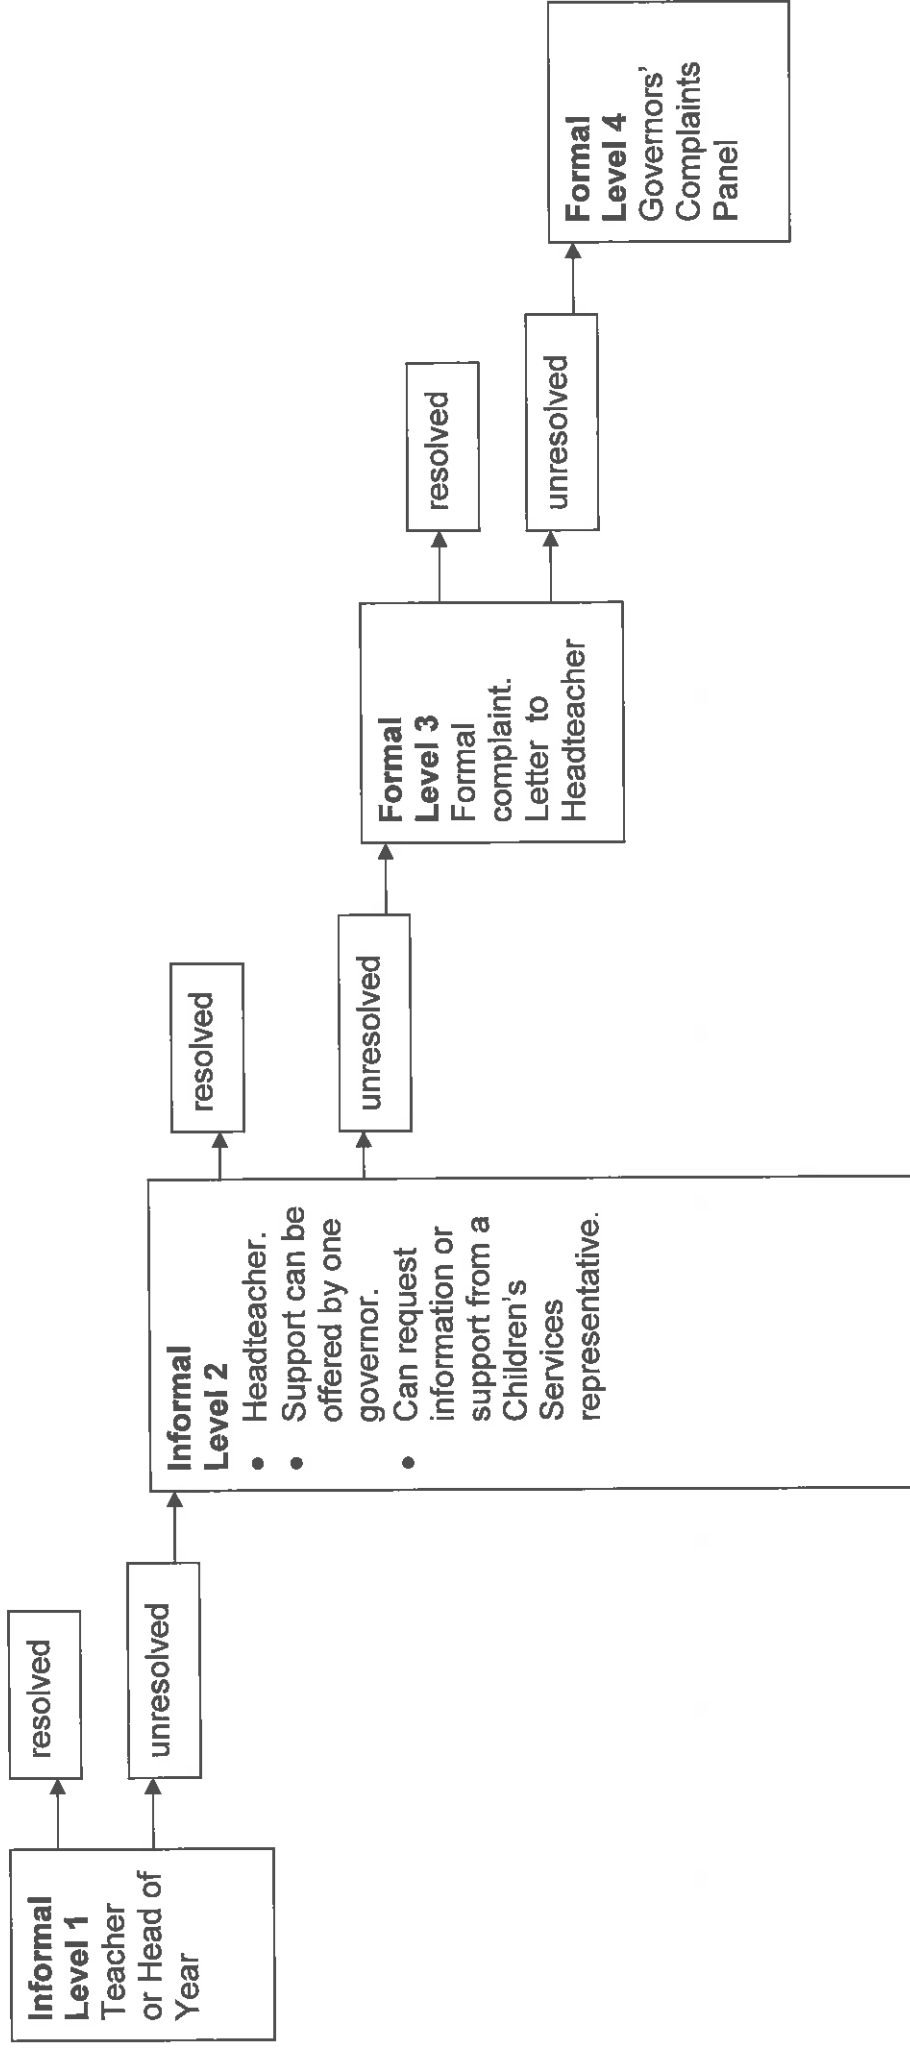 Informal
Level 1
Teacher
or Head of
Year
resolved
unresolved
Informal
Level 2
• Headteacher.
• Support can be
offered by one
governor.
• Can request
information or
support from a
Children's
Services
representative.
resolved
unresolved
Formal
Level 3
Formal
complaint.
Letter to
Headteacher
resolved
unresolved
Formal
Level 4
Governors'
Complaints
Panel